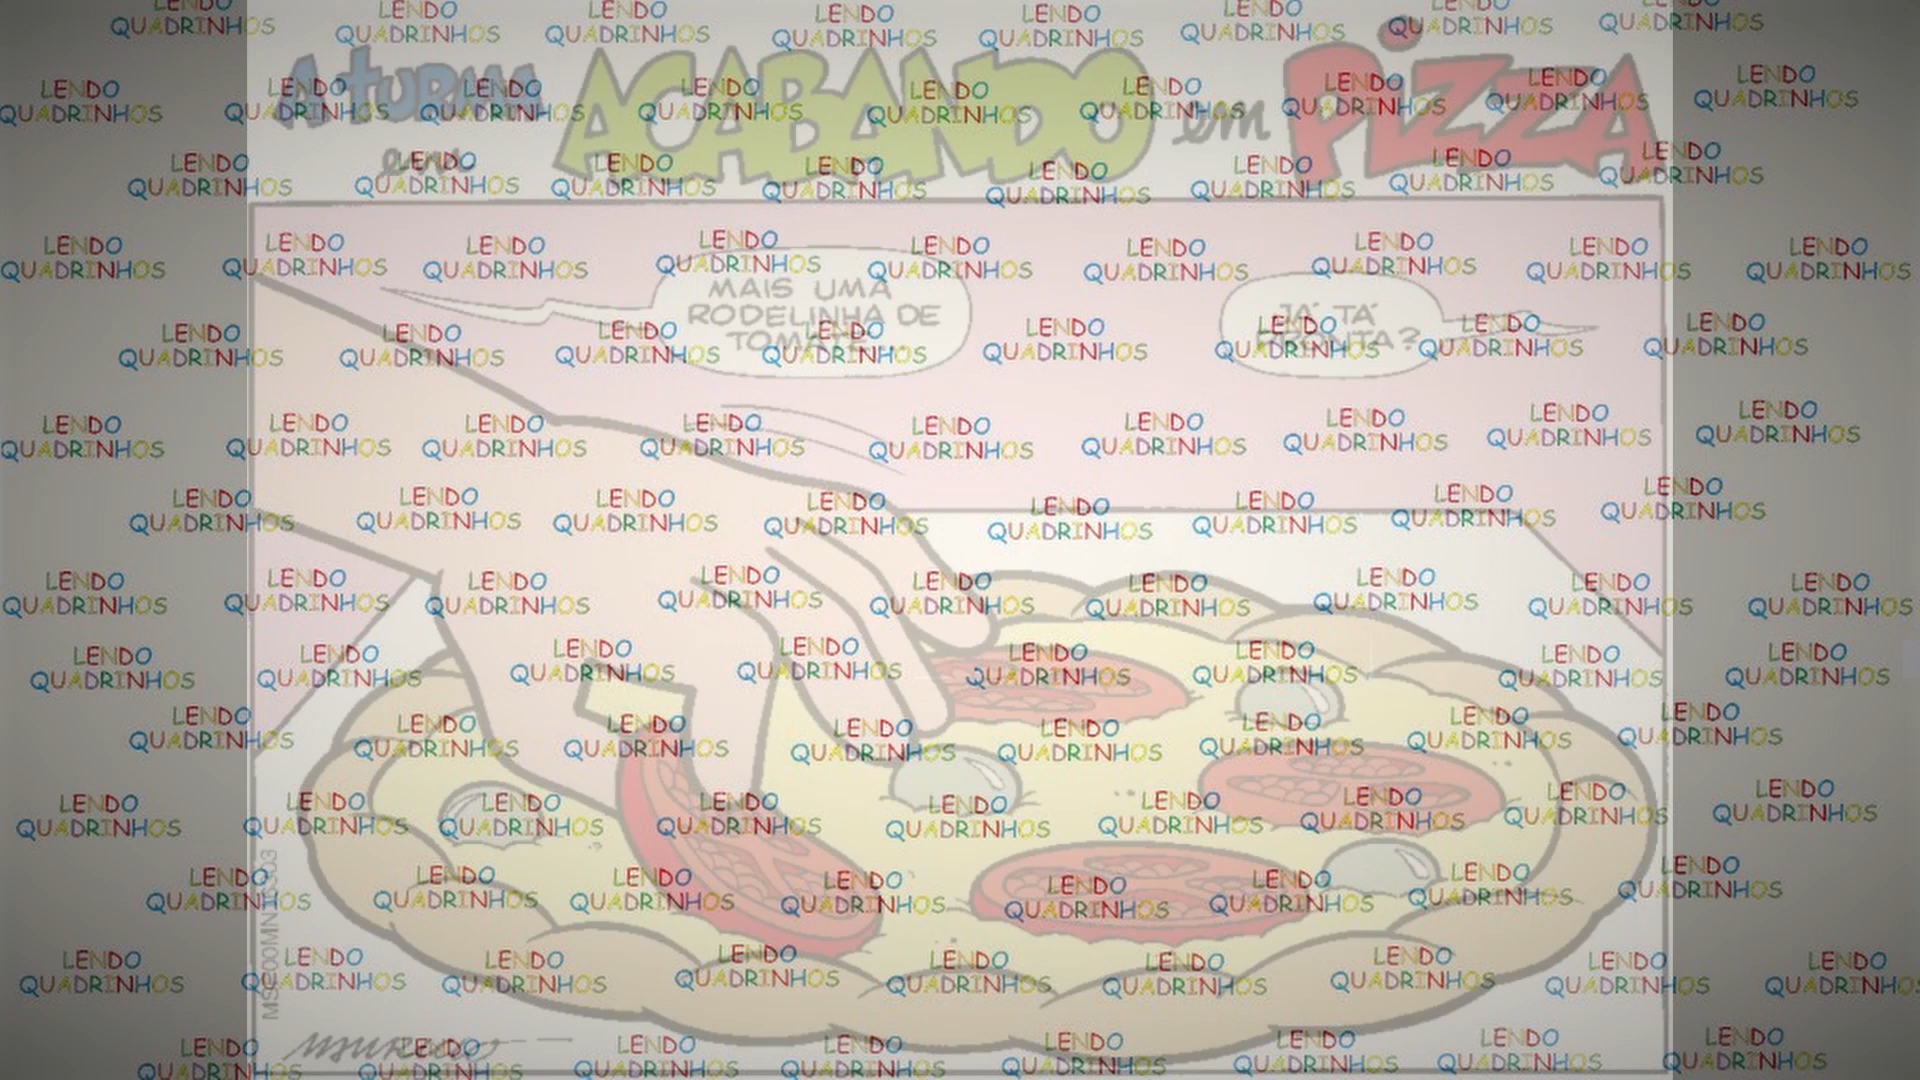 A turma
em
ACABANDO
em
PIZZA
MAIS UMA
RODELINHA DE
TOMATE...
JÁ TÁ
PRONTA?
LENDO
QUADRINHOS